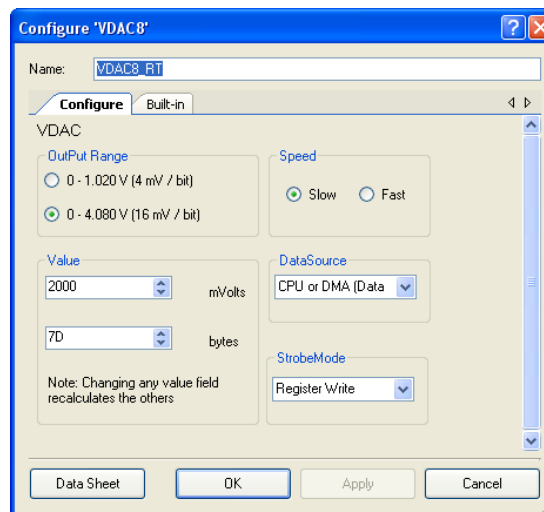 Configure 'VDAC8'
Name: VDAC8_RT
Configure Built-in
VDAC
OutPut Range
0 - 1.020 V (4 mV / bit)
0 - 4.080 V (16 mV / bit)
Speed
Slow Fast
Value
2000 mVolts
7D bytes
Note: Changing any value field
recalculates the others
DataSource
CPU or DMA (Data
StrobeMode
Register Write
Data Sheet OK Apply Cancel